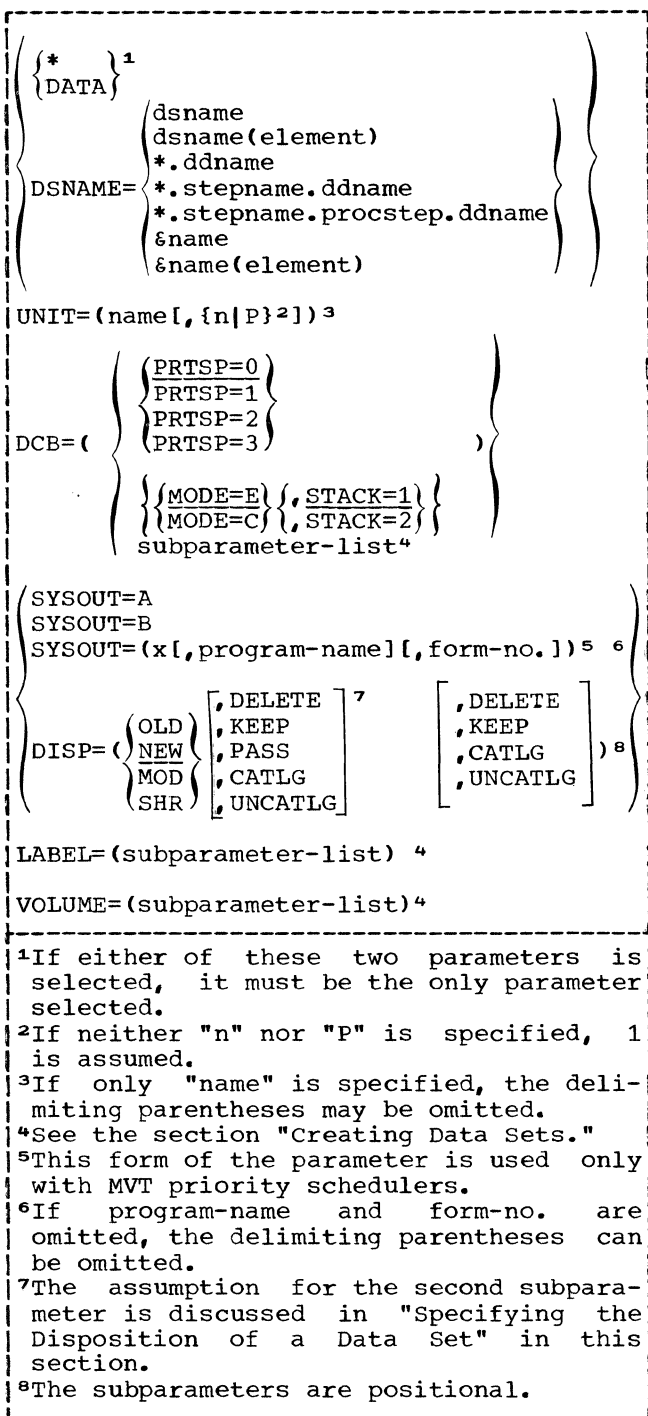 {*    }1
{DATA}
dsname
dsname(element)
*.ddname
DSNAME= *.stepname.ddname
*.stepname.procstep.ddname
&name
&name(element)
UNIT=(name[,{n|P}2])3
PRTSP=0
PRTSP=1
PRTSP=2
DCB=( PRTSP=3 )
{MODE=E} {,STACK=1}
{MODE=C} {,STACK=2}
subparameter-list4
SYSOUT=A
SYSOUT=B
SYSOUT=(x[,program-name][,form-no.])5 6
,DELETE 7 ,DELETE
OLD ,KEEP ,KEEP
DISP=( NEW ,PASS ,CATLG )8
MOD ,CATLG ,UNCATLG
SHR ,UNCATLG
LABEL=(subparameter-list) 4
VOLUME=(subparameter-list)4
1If either of these two parameters is
selected, it must be the only parameter
selected.
2If neither "n" nor "P" is specified, 1
is assumed.
3If only "name" is specified, the deli-
miting parentheses may be omitted.
4See the section "Creating Data Sets."
5This form of the parameter is used only
with MVT priority schedulers.
6If program-name and form-no. are
omitted, the delimiting parentheses can
be omitted.
7The assumption for the second subpara-
meter is discussed in "Specifying the
Disposition of a Data Set" in this
section.
8The subparameters are positional.